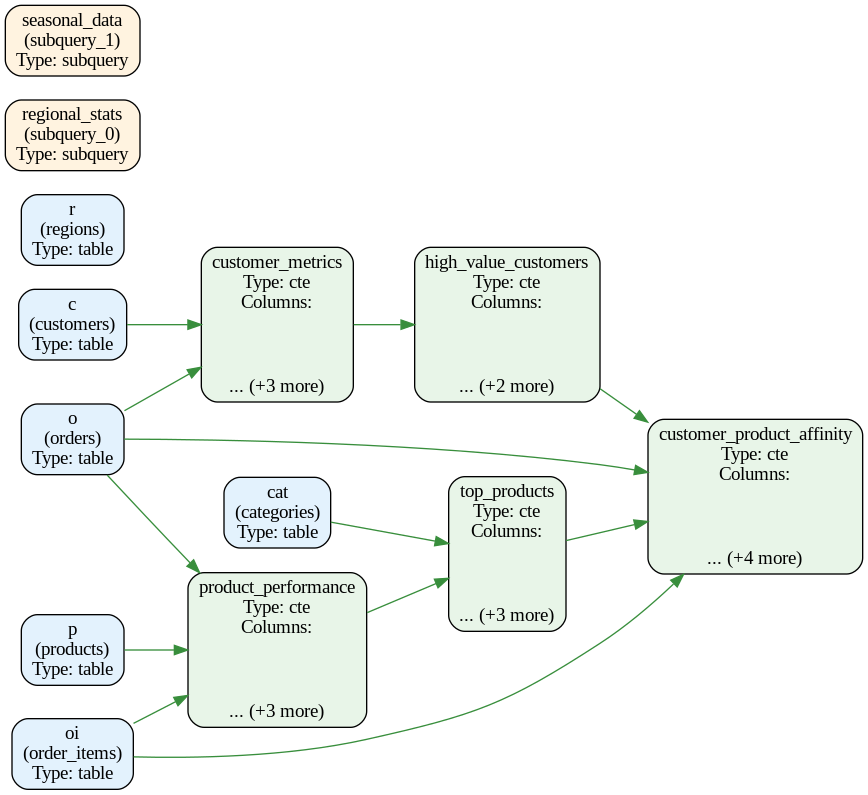 seasonal_data
(subquery_1)
Type: subquery
regional_stats
(subquery_0)
Type: subquery
r
(regions)
Type: table
c
(customers)
Type: table
o
(orders)
Type: table
p
(products)
Type: table
oi
(order_items)
Type: table
customer_metrics
Type: cte
Columns:
... (+3 more)
cat
(categories)
Type: table
product_performance
Type: cte
Columns:
... (+3 more)
high_value_customers
Type: cte
Columns:
... (+2 more)
top_products
Type: cte
Columns:
... (+3 more)
customer_product_affinity
Type: cte
Columns:
... (+4 more)